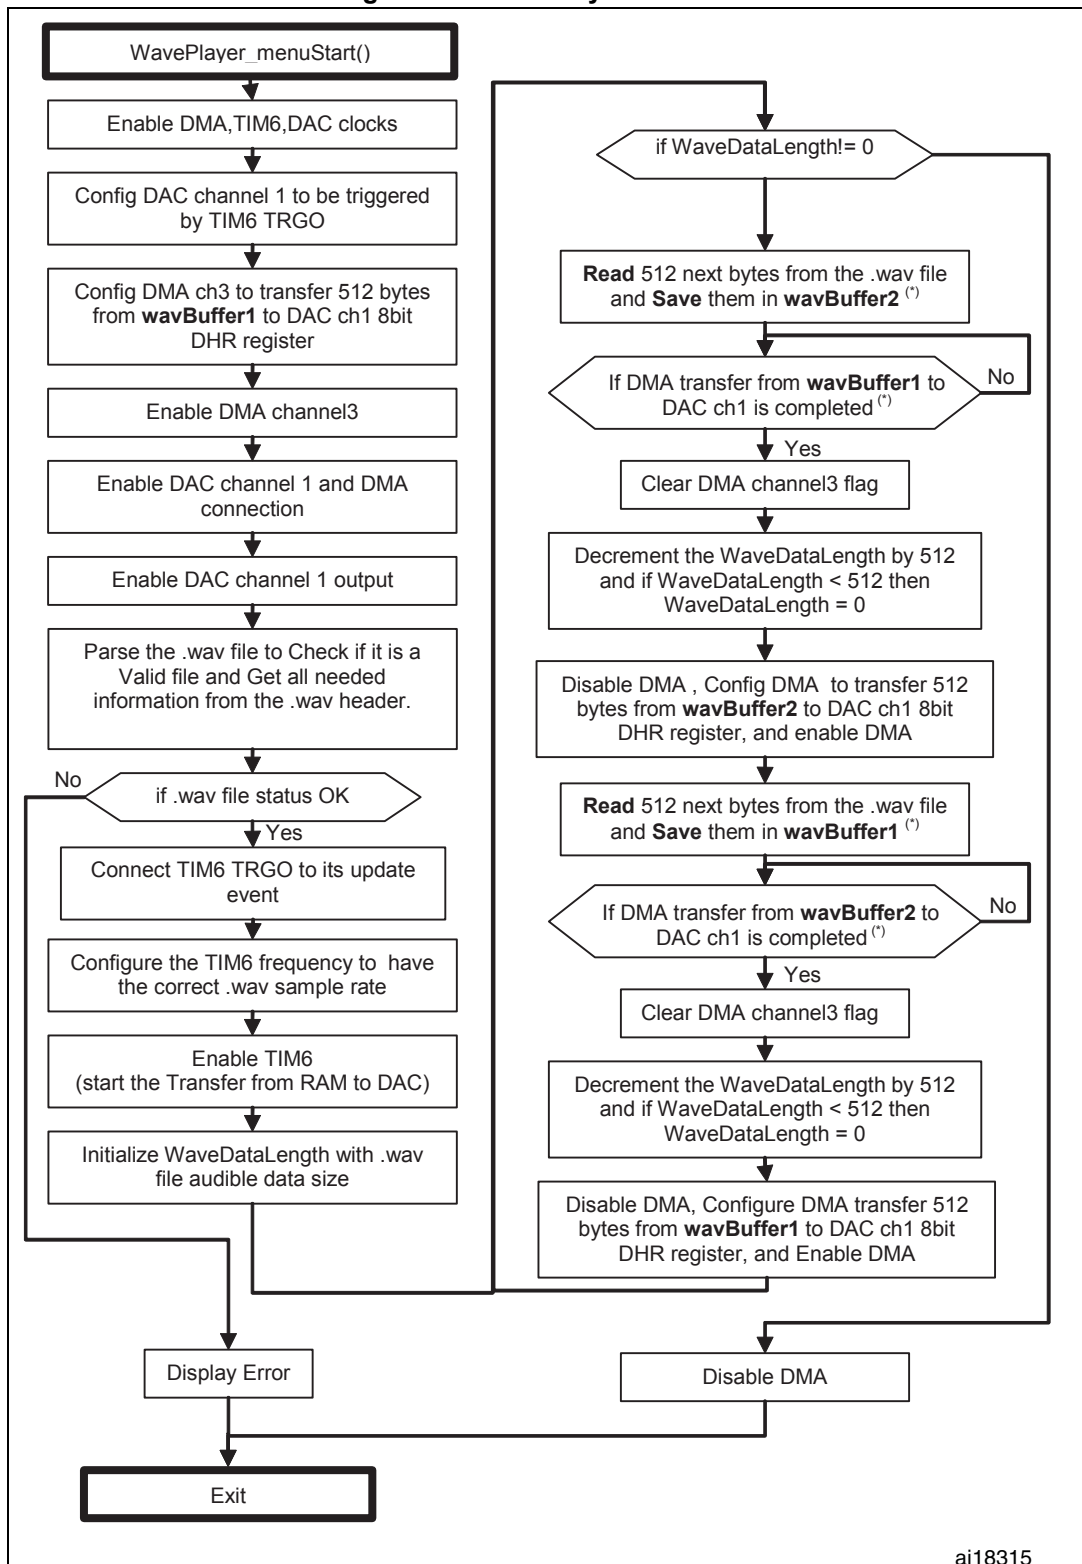 WavePlayer_menuStart()
Enable DMA,TIM6,DAC clocks
Config DAC channel 1 to be triggered
by TIM6 TRGO
Config DMA ch3 to transfer 512 bytes
from wavBuffer1 to DAC ch1 8bit
DHR register
Enable DMA channel3
Enable DAC channel 1 and DMA
connection
Enable DAC channel 1 output
Parse the .wav file to Check if it is a
Valid file and Get all needed
information from the .wav header.
No
if .wav file status OK
Yes
Connect TIM6 TRGO to its update
event
Configure the TIM6 frequency to have
the correct .wav sample rate
Enable TIM6
(start the Transfer from RAM to DAC)
Initialize WaveDataLength with .wav
file audible data size
Display Error
Exit
if WaveDataLength!= 0
Read 512 next bytes from the .wav file
and Save them in wavBuffer2 (*)
If DMA transfer from wavBuffer1 to
DAC ch1 is completed (*)
No
Yes
Clear DMA channel3 flag
Decrement the WaveDataLength by 512
and if WaveDataLength < 512 then
WaveDataLength = 0
Disable DMA , Config DMA to transfer 512
bytes from wavBuffer2 to DAC ch1 8bit
DHR register, and enable DMA
Read 512 next bytes from the .wav file
and Save them in wavBuffer1 (*)
If DMA transfer from wavBuffer2 to
DAC ch1 is completed (*)
No
Yes
Clear DMA channel3 flag
Decrement the WaveDataLength by 512
and if WaveDataLength < 512 then
WaveDataLength = 0
Disable DMA, Configure DMA transfer 512
bytes from wavBuffer1 to DAC ch1 8bit
DHR register, and Enable DMA
Disable DMA
ai18315